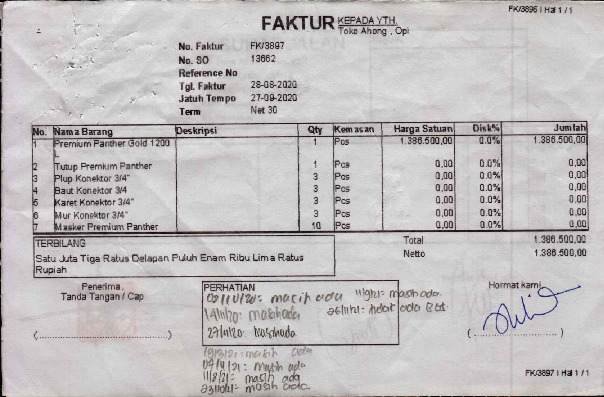 FK/3895 | Hal 1 / 1
FAKTUR
KEPADA YTH.
Toko Ahong , Opi
No. Faktur FK/3897
No. SO 13662
Reference No
Tgl. Faktur 28-08-2020
Jatuh Tempo 27-09-2020
Term Net 30
No. Nama Barang Deskripsi Qty Kemasan Harga Satuan Disk% Jumlah
1 Premium Panther Gold 1200 L 1 Pcs 1.386.500,00 0.0% 1.386.500,00
2 Tutup Premium Panther 1 Pcs 0,00 0.0% 0,00
3 Plup Konektor 3/4" 3 Pcs 0,00 0.0% 0,00
4 Baut Konektor 3/4 3 Pcs 0,00 0.0% 0,00
5 Karet Konektor 3/4" 3 Pcs 0,00 0.0% 0,00
6 Mur Konektor 3/4" 3 Pcs 0,00 0.0% 0,00
7 Masker Premium Panther 10 Pcs 0,00 0.0% 0,00
TERBILANG
Satu Juta Tiga Ratus Delapan Puluh Enam Ribu Lima Ratus
Rupiah
Total 1.386.500,00
Netto 1.386.500,00
Penerima,
Tanda Tangan / Cap
(                )
PERHATIAN
masih ada
masih ada
masih ada
masih ada
masih ada
masih ada
11/8/21: masih ada
masih ada
Hormat kami,
(                )
FK/3897 | Hal 1 / 1